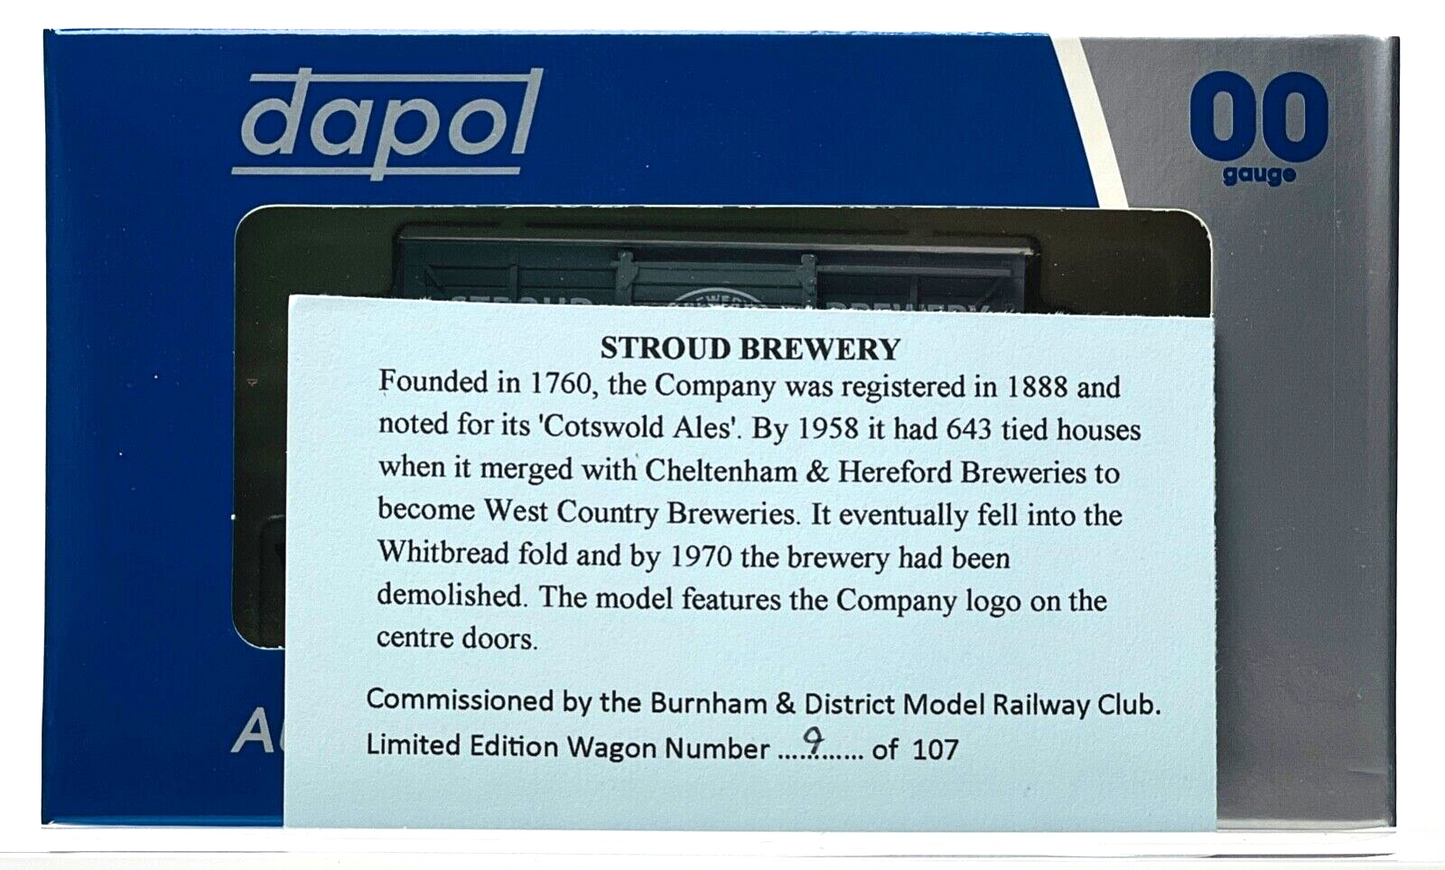 dapol
00
gauge
STROUD BREWERY
STROUD BREWERY
Founded in 1760, the Company was registered in 1888 and
noted for its 'Cotswold Ales'. By 1958 it had 643 tied houses
when it merged with Cheltenham & Hereford Breweries to
become West Country Breweries. It eventually fell into the
Whitbread fold and by 1970 the brewery had been
demolished. The model features the Company logo on the
centre doors.
Commissioned by the Burnham & District Model Railway Club.
Limited Edition Wagon Number .....9...... of 107